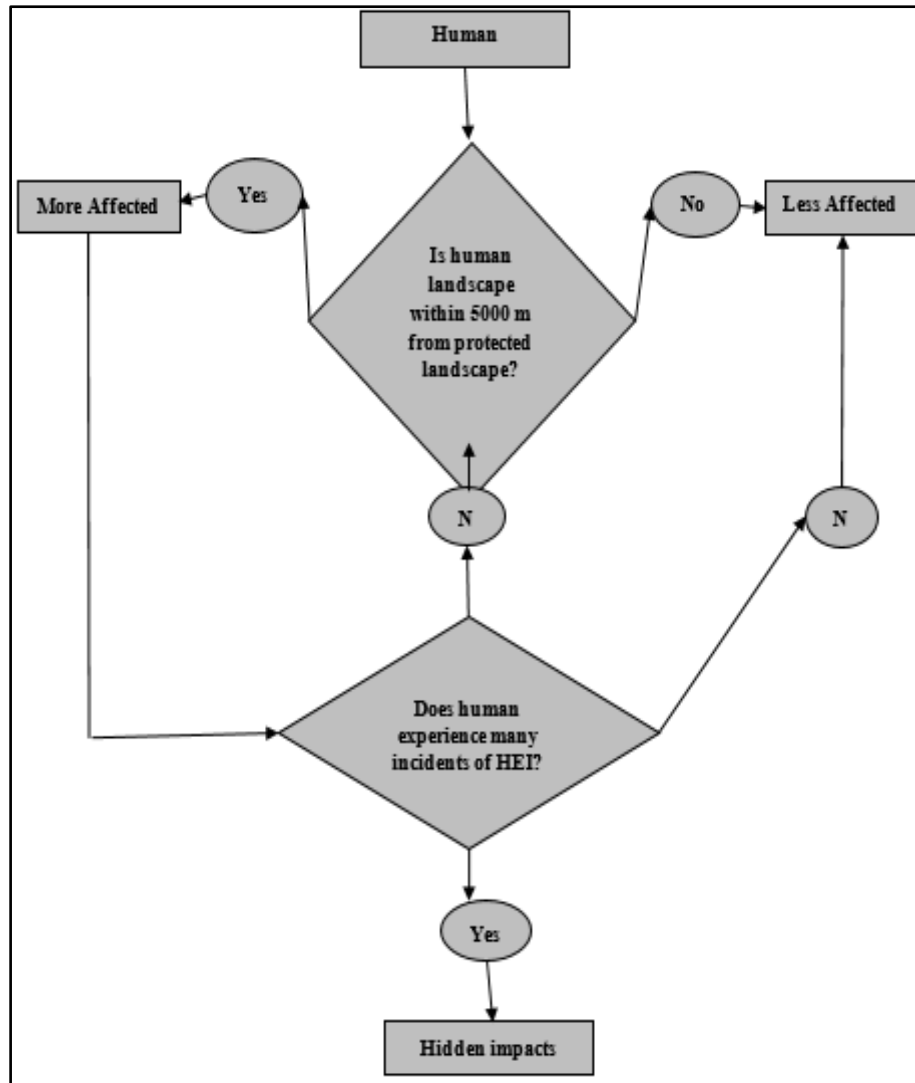 Human
Yes
No
More Affected
Less Affected
Is human
landscape
within 5000 m
from protected
landscape?
N
N
Does human
experience many
incidents of HEI?
Yes
Hidden impacts